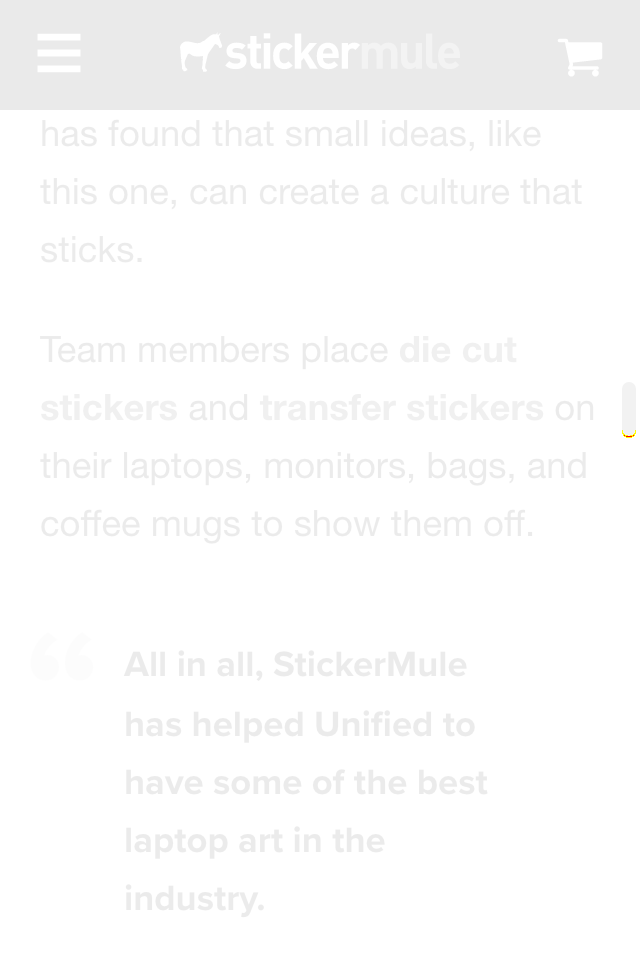 stickermule
has found that small ideas, like
this one, can create a culture that
sticks.
Team members place die cut
stickers and transfer stickers on
their laptops, monitors, bags, and
coffee mugs to show them off.
“ All in all, StickerMule
has helped Unified to
have some of the best
laptop art in the
industry.